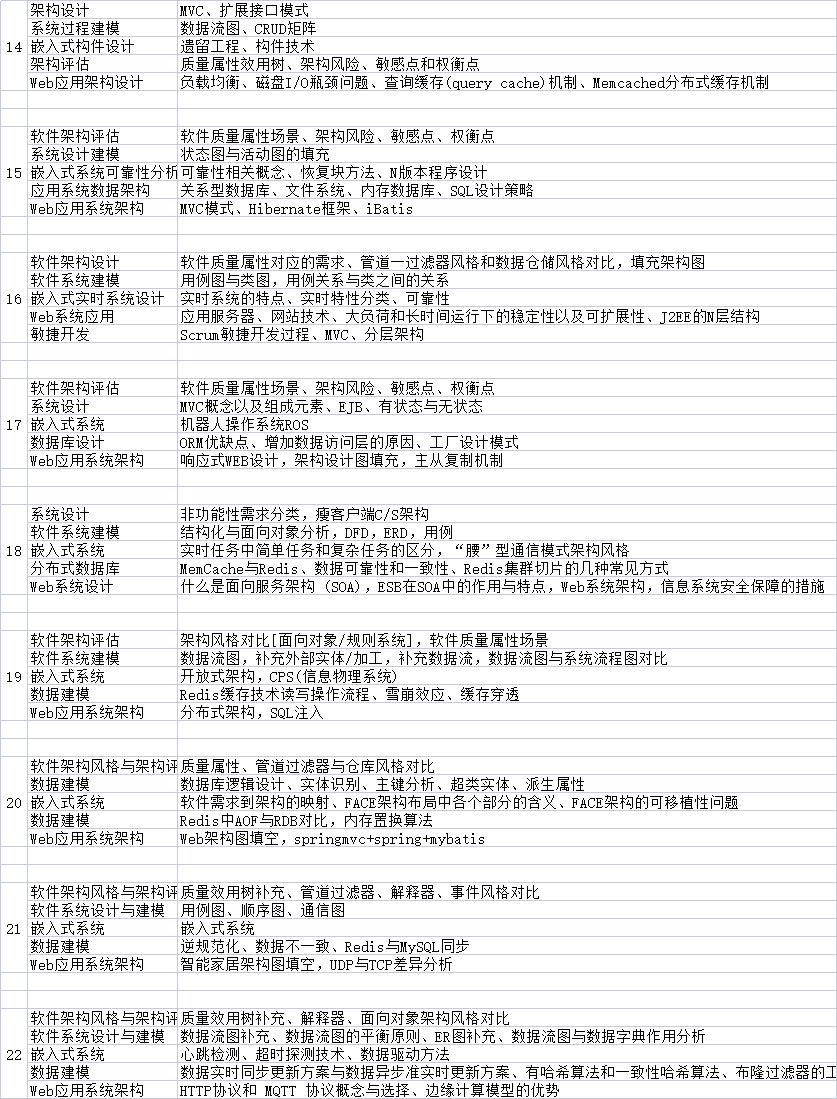 架构设计 MVC、扩展接口模式
系统过程建模 数据流图、CRUD矩阵
14 嵌入式构件设计 遗留工程、构件技术
架构评估 质量属性效用树、架构风险、敏感点和权衡点
Web应用架构设计 负载均衡、磁盘I/O瓶颈问题、查询缓存(query cache)机制、Memcached分布式缓存机制
软件架构评估 软件质量属性场景、架构风险、敏感点、权衡点
系统设计建模 状态图与活动图的填充
15 嵌入式系统可靠性分析 可靠性相关概念、恢复块方法、N版本程序设计
应用系统数据架构 关系型数据库、文件系统、内存数据库、SQL设计策略
Web应用系统架构 MVC模式、Hibernate框架、iBatis
软件架构设计 软件质量属性对应的需求、管道一过滤器风格和数据仓储风格对比，填充架构图
软件系统建模 用例图与类图，用例关系与类之间的关系
16 嵌入式实时系统设计 实时系统的特点、实时特性分类、可靠性
Web系统应用 应用服务器、网站技术、大负荷和长时间运行下的稳定性以及可扩展性、J2EE的N层结构
敏捷开发 Scrum敏捷开发过程、MVC、分层架构
软件架构评估 软件质量属性场景、架构风险、敏感点、权衡点
系统设计 MVC概念以及组成元素、EJB、有状态与无状态
17 嵌入式系统 机器人操作系统ROS
数据库设计 ORM优缺点、增加数据访问层的原因、工厂设计模式
Web应用系统架构 响应式WEB设计，架构设计图填充，主从复制机制
系统设计 非功能性需求分类，瘦客户端C/S架构
软件系统建模 结构化与面向对象分析，DFD，ERD，用例
18 嵌入式系统 实时任务中简单任务和复杂任务的区分，“腰”型通信模式架构风格
分布式数据库 MemCache与Redis、数据可靠性和一致性、Redis集群切片的几种常见方式
Web系统设计 什么是面向服务架构 (SOA)，ESB在SOA中的作用与特点，Web系统架构，信息系统安全保障的措施
软件架构评估 架构风格对比[面向对象/规则系统]，软件质量属性场景
软件系统建模 数据流图，补充外部实体/加工，补充数据流，数据流图与系统流程图对比
19 嵌入式系统 开放式架构，CPS(信息物理系统)
数据建模 Redis缓存技术读写操作流程、雪崩效应、缓存穿透
Web应用系统架构 分布式架构，SQL注入
软件架构风格与架构评 质量属性、管道过滤器与仓库风格对比
数据建模 数据库逻辑设计、实体识别、主键分析、超类实体、派生属性
20 嵌入式系统 软件需求到架构的映射、FACE架构布局中各个部分的含义、FACE架构的可移植性问题
数据建模 Redis中AOF与RDB对比，内存置换算法
Web应用系统架构 Web架构图填空，springmvc+spring+mybatis
软件架构风格与架构评 质量效用树补充、管道过滤器、解释器、事件风格对比
软件系统设计与建模 用例图、顺序图、通信图
21 嵌入式系统 嵌入式系统
数据建模 逆规范化、数据不一致、Redis与MySQL同步
Web应用系统架构 智能家居架构图填空，UDP与TCP差异分析
软件架构风格与架构评 质量效用树补充、解释器、面向对象架构风格对比
软件系统设计与建模 数据流图补充、数据流图的平衡原则、ER图补充、数据流图与数据字典作用分析
22 嵌入式系统 心跳检测、超时探测技术、数据驱动方法
数据建模 数据实时同步更新方案与数据异步准实时更新方案、有哈希算法和一致性哈希算法、布隆过滤器的工
Web应用系统架构 HTTP协议和 MQTT 协议概念与选择、边缘计算模型的优势